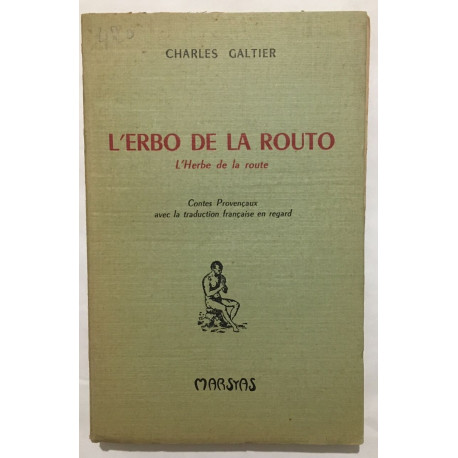 CHARLES GALTIER
L'ERBO DE LA ROUTO
L'Herbe de la route
Contes Provençaux
avec la traduction française en regard
MARSYAS